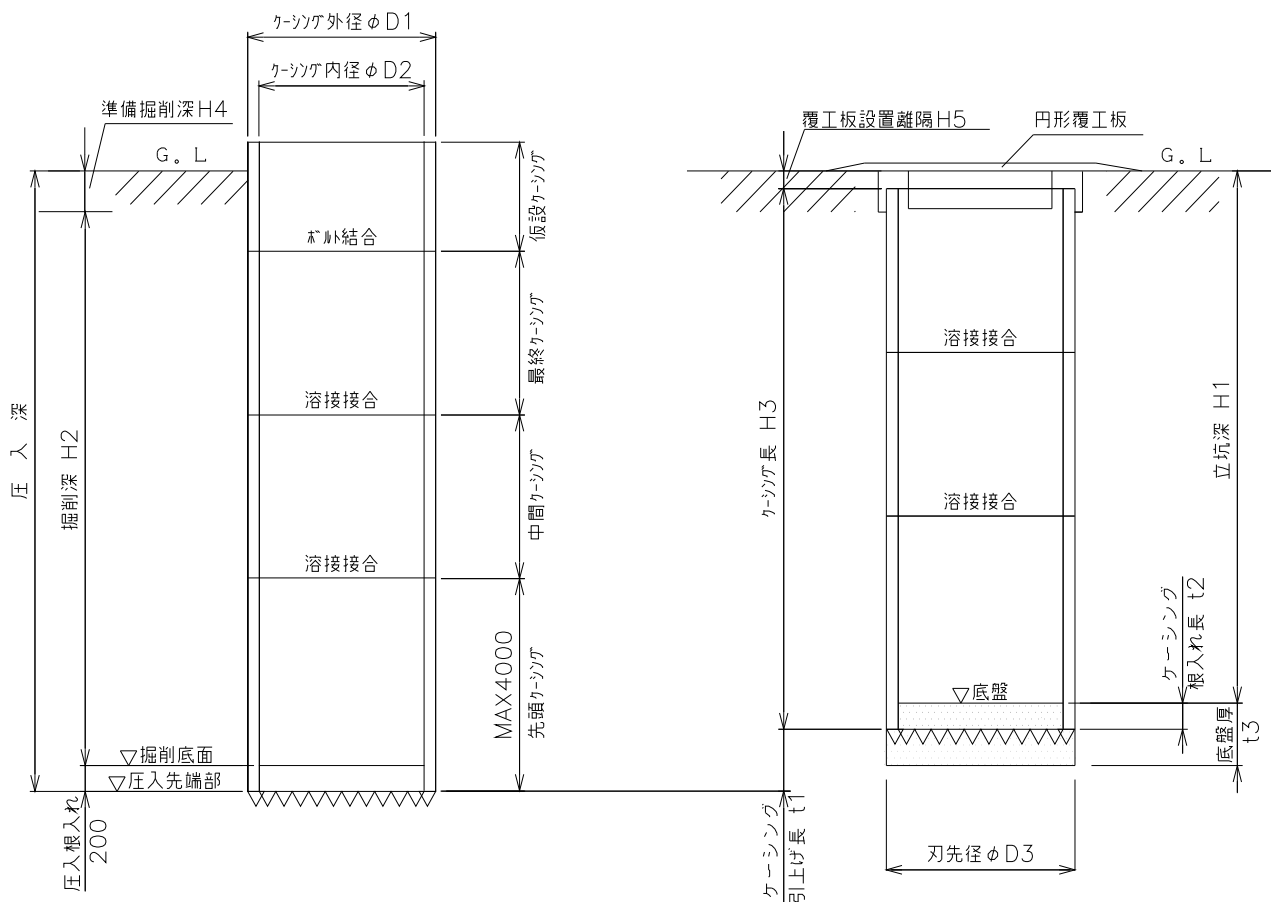 ｹｰｼﾝｸﾞ外径φD1
ｹｰｼﾝｸﾞ内径φD2
準備掘削深H4
G。L
仮設ｹｰｼﾝｸﾞ
ﾎﾞﾙﾄ結合
最終ｹｰｼﾝｸﾞ
溶接接合
中間ｹｰｼﾝｸﾞ
溶接接合
MAX4000
先頭ｹｰｼﾝｸﾞ
圧入深
掘削深 H2
▽掘削底面
▽圧入先端部
圧入根入れ
200
覆工板設置離隔H5
円形覆工板
G。L
溶接接合
ｹｰｼﾝｸﾞ長 H3
立坑深 H1
溶接接合
ケーシング
根入れ長 t2
▽底盤
底盤厚
t3
ケーシング
引上げ長 t1
刃先径φD3